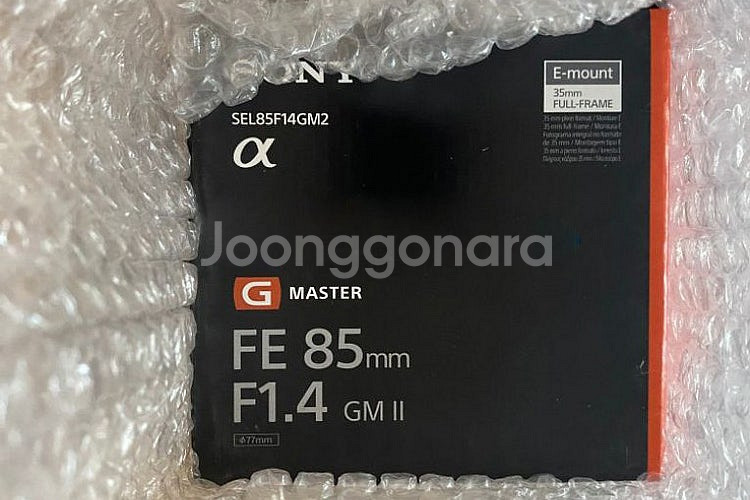 SONY
E-mount
35mm
FULL-FRAME
SEL85F14GM2
α
Joonggonara
G MASTER
FE 85mm
F1.4 GM II
φ77mm